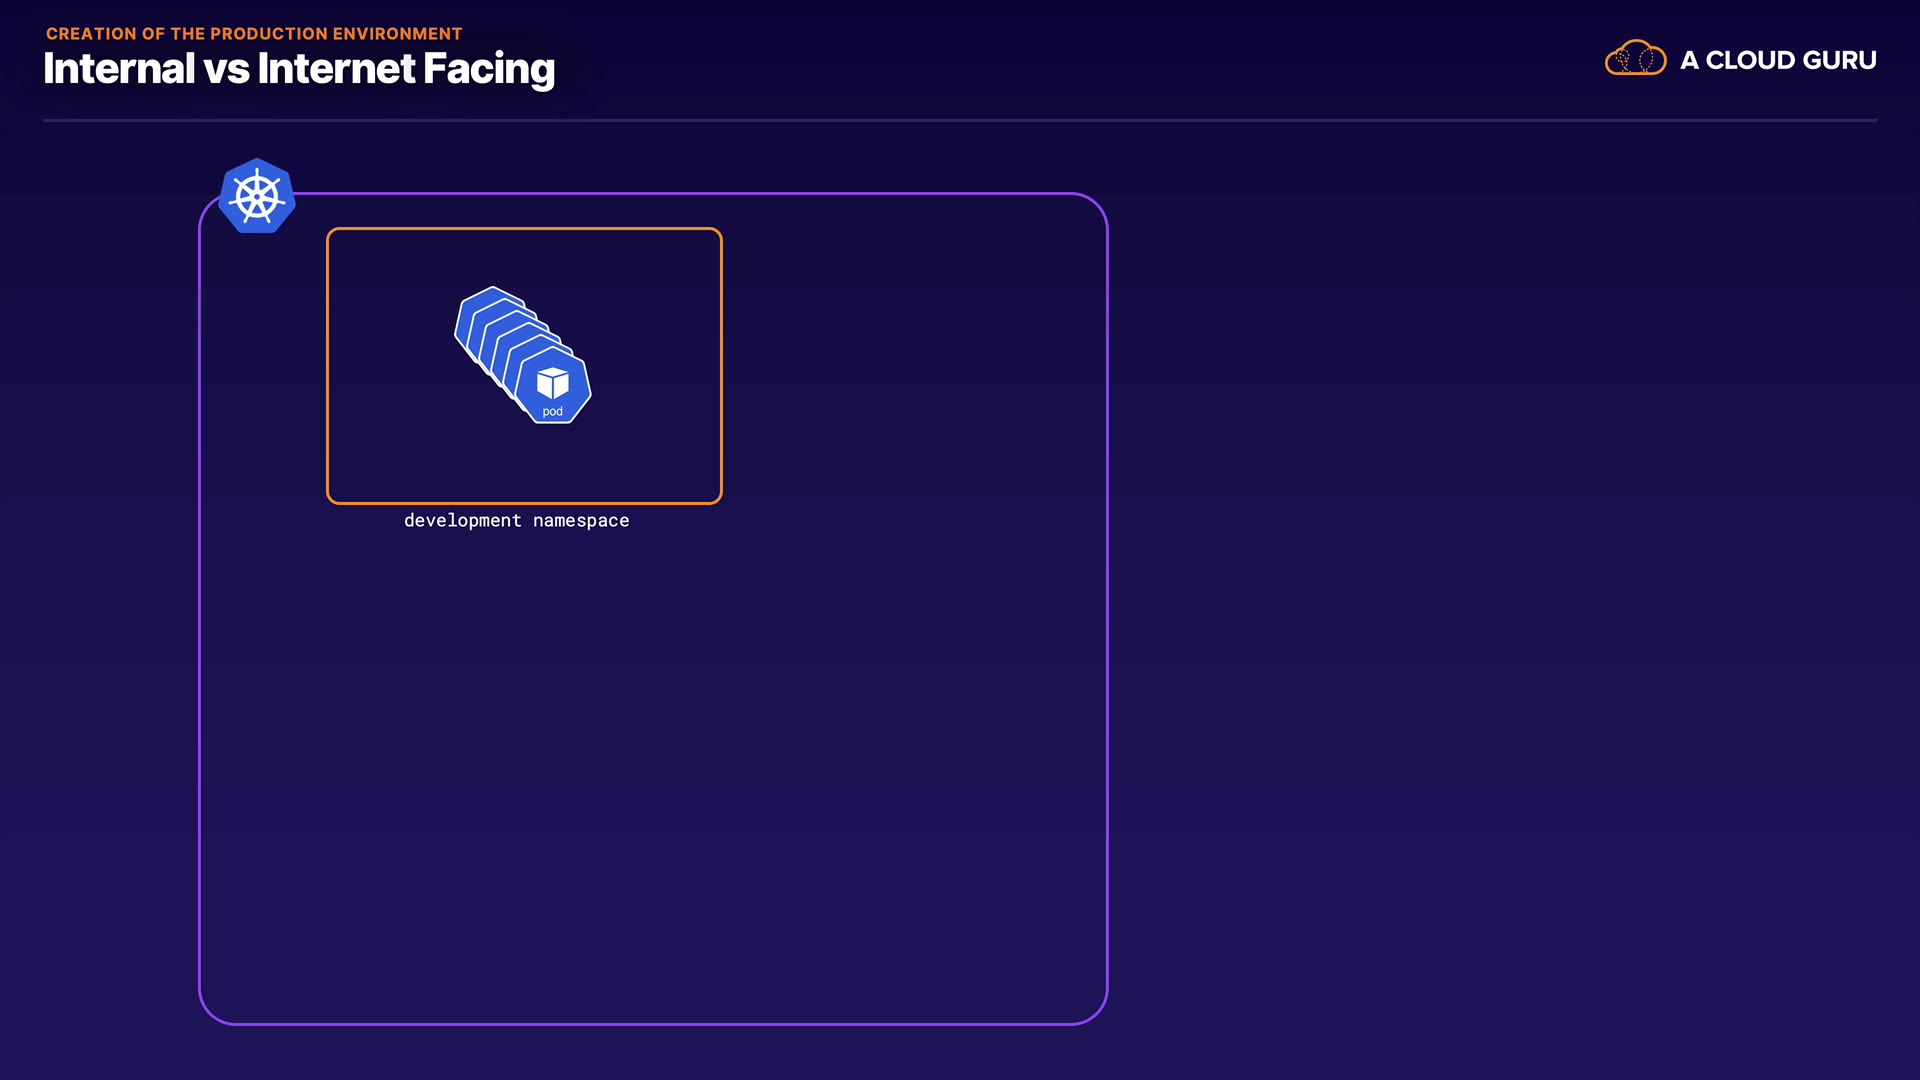 CREATION OF THE PRODUCTION ENVIRONMENT
Internal vs Internet Facing
A CLOUD GURU
pod
development namespace